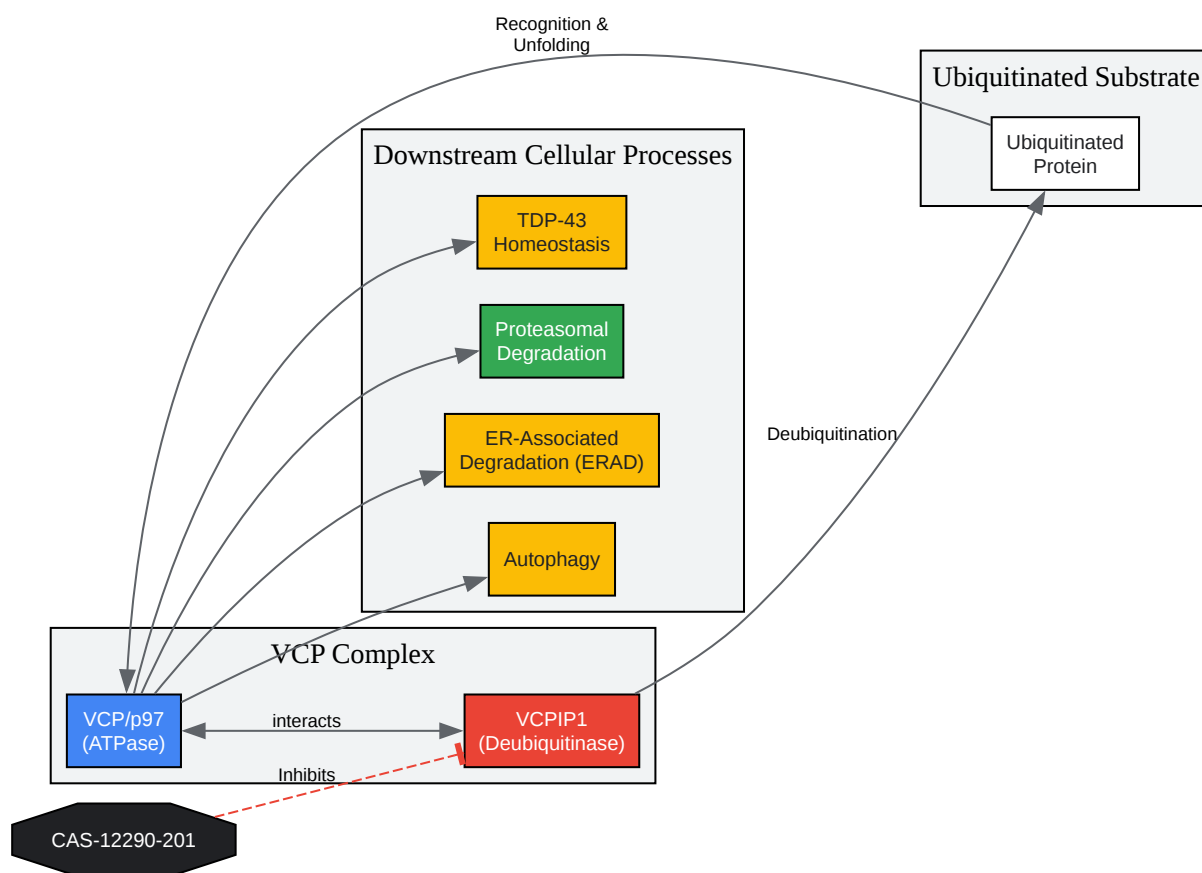 Recognition &
Unfolding
Ubiquitinated Substrate
Ubiquitinated
Protein
Downstream Cellular Processes
TDP-43
Homeostasis
Proteasomal
Degradation
ER-Associated
Degradation (ERAD)
Deubiquitination
Autophagy
VCP Complex
VCP/p97
(ATPase)
interacts
VCPIP1
(Deubiquitinase)
Inhibits
CAS-12290-201